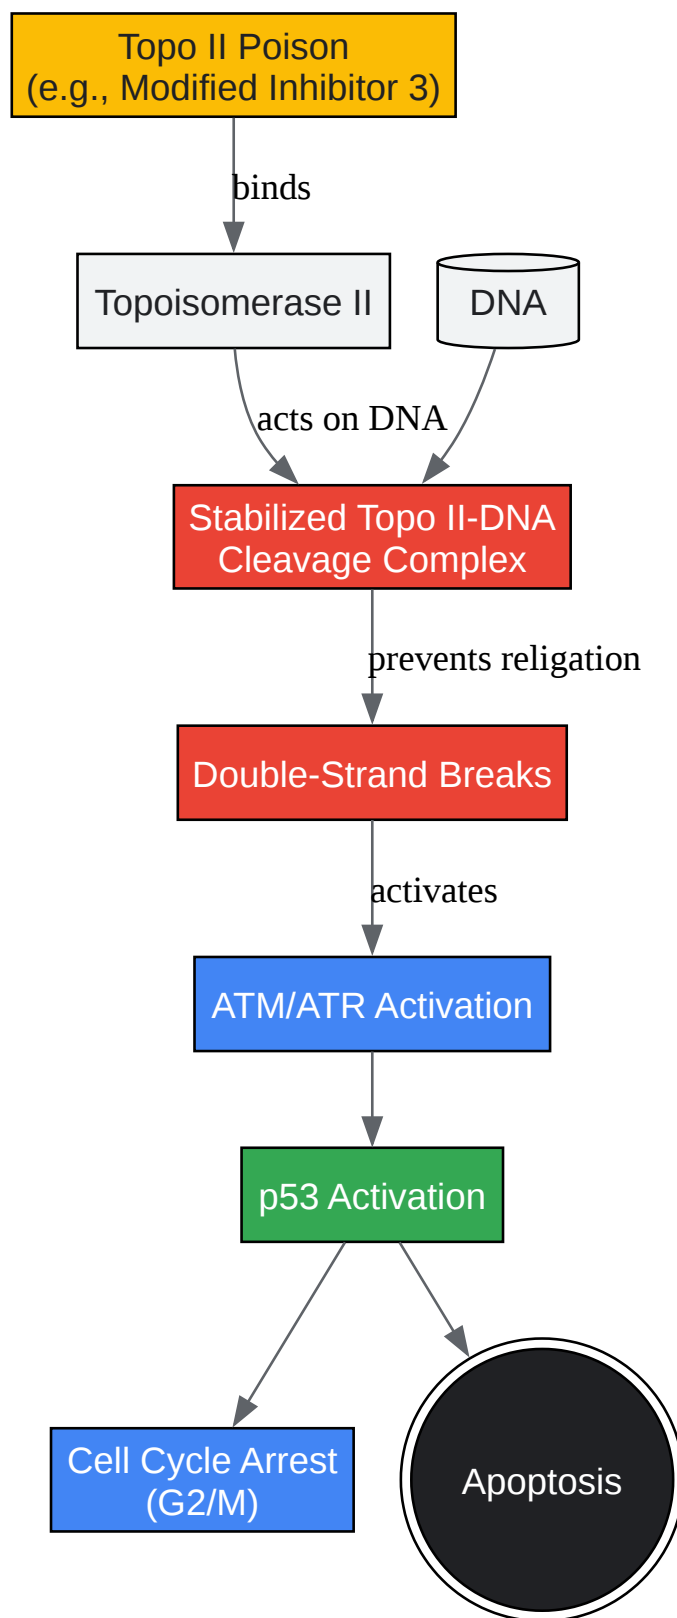 Topo II Poison
(e.g., Modified Inhibitor 3)
binds
Topoisomerase II
DNA
acts on DNA
Stabilized Topo II-DNA
Cleavage Complex
prevents religation
Double-Strand Breaks
activates
ATM/ATR Activation
p53 Activation
Cell Cycle Arrest
(G2/M)
Apoptosis